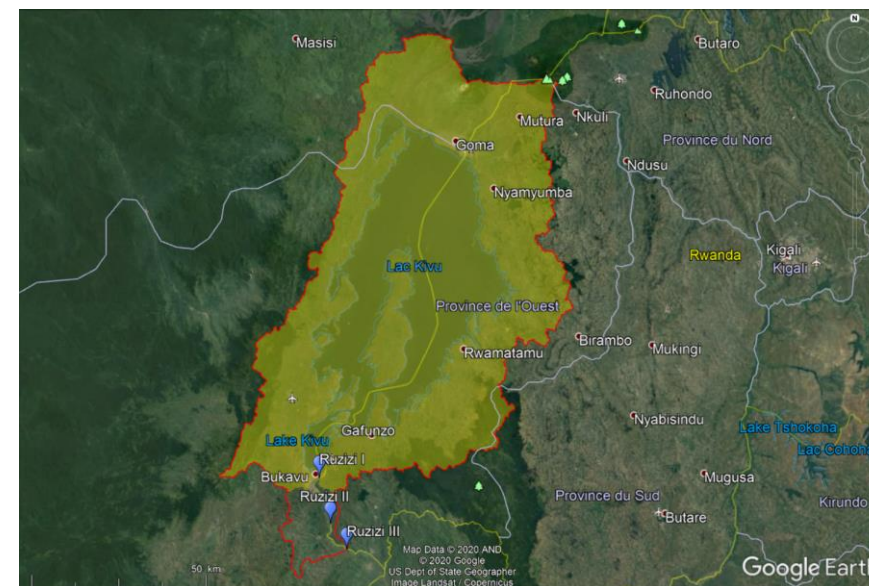 N
Masisi
Butaro
Ruhondo
Mutura
Nkuli
Goma
Province du Nord
Ndusu
Nyamyumba
Kigali
Rwanda
Lac Kivu
Kigali
Province de l'Ouest
Birambo
Rwamatamu
Mukingi
Nyabisindu
Gafunzo
Lake Tshokoha
Lake Kivu
Lac Cohoha
Ruzizi I
Bukavu
Mugusa
Ruzizi II
Province du Sud
Kirundo
Butare
Ruzizi III
Map Data © 2020 AND
50 km
© 2020 Google
US Dept of State Geographer
Image Landsat / Copernicus
Google Earth